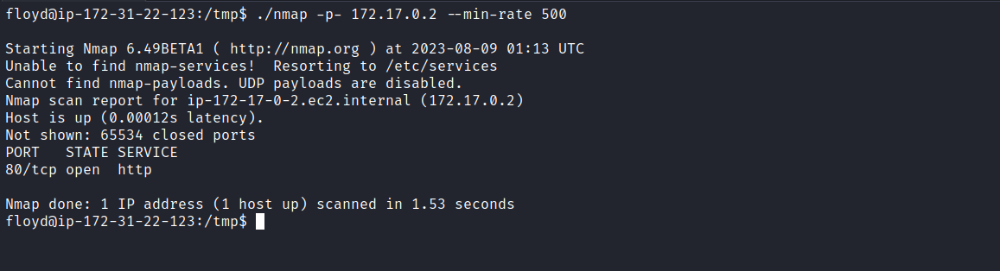 floyd@ip-172-31-22-123:/tmp$ ./nmap -p- 172.17.0.2 --min-rate 500
Starting Nmap 6.49BETA1 ( http://nmap.org ) at 2023-08-09 01:13 UTC
Unable to find nmap-services!  Resorting to /etc/services
Cannot find nmap-payloads. UDP payloads are disabled.
Nmap scan report for ip-172-17-0-2.ec2.internal (172.17.0.2)
Host is up (0.00012s latency).
Not shown: 65534 closed ports
PORT   STATE SERVICE
80/tcp open  http
Nmap done: 1 IP address (1 host up) scanned in 1.53 seconds
floyd@ip-172-31-22-123:/tmp$